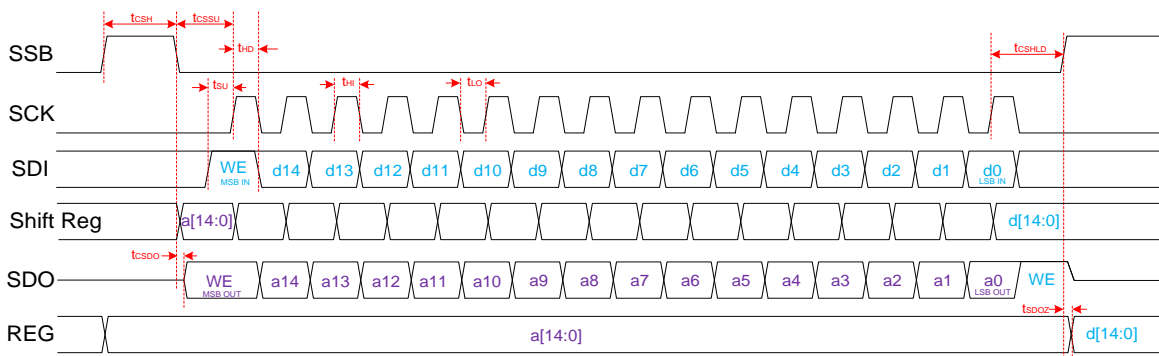 tCSH tCSSU
SSB tHD tCSHLD
tSU tHI tLO
SCK
SDI WE d14 d13 d12 d11 d10 d9 d8 d7 d6 d5 d4 d3 d2 d1 d0
MSB IN LSB IN
Shift Reg a[14:0] d[14:0]
tCSDO
SDO WE a14 a13 a12 a11 a10 a9 a8 a7 a6 a5 a4 a3 a2 a1 a0 WE
MSB OUT LSB OUT
tSDOZ
REG a[14:0] d[14:0]